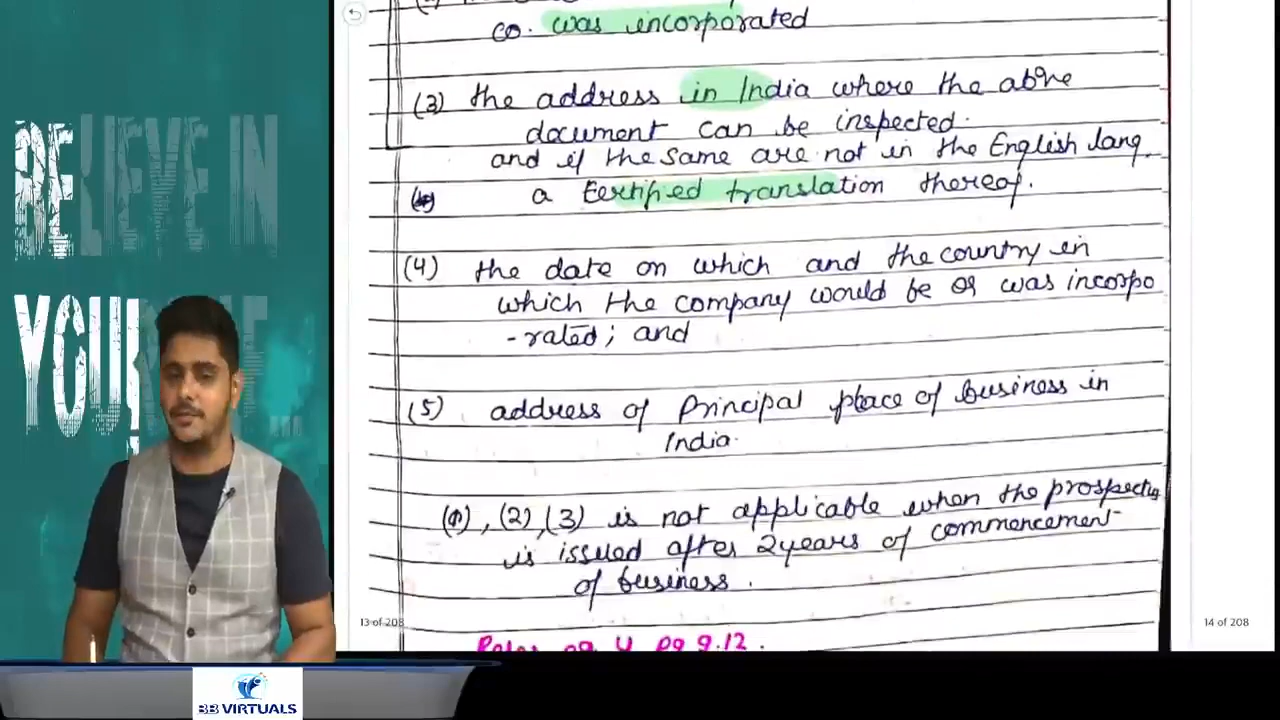 BELIEVE IN
co. was incorporated
(3) the address in India where the above
document can be inspected.
and if the same are not in the English lang.
a certified translation thereof.
(4) the date on which and the country in
which the company would be or was incorpo
-rated; and
(5) address of Principal place of business in
India.
(1), (2), (3) is not applicable when the prospectus
is issued after 2 years of commencement
of business.
13 of 208
14 of 208
BB VIRTUALS